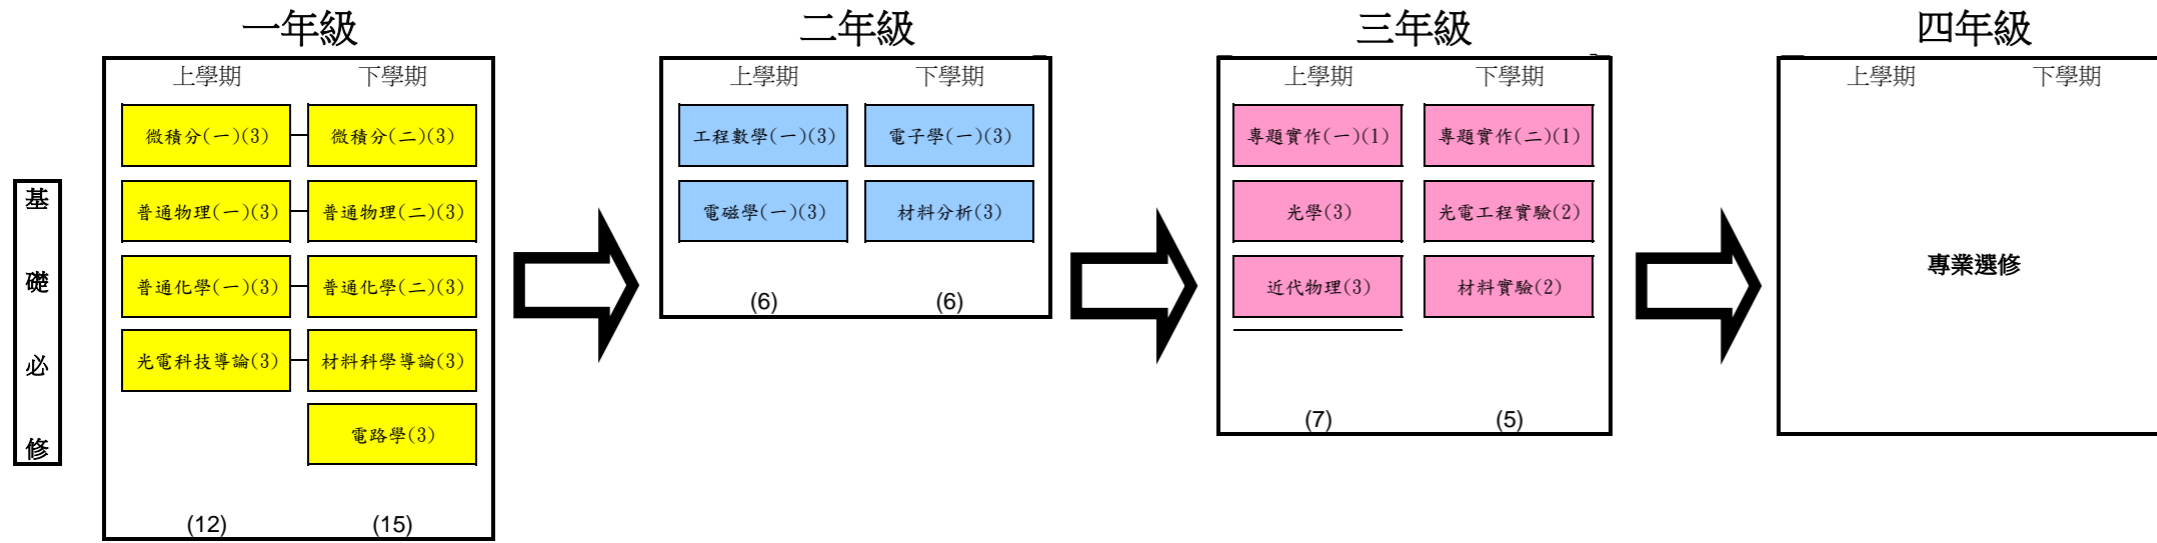 一年級
二年級
三年級
四年級
上學期 下學期
上學期 下學期
上學期 下學期
上學期 下學期
微積分(一)(3) 微積分(二)(3)
工程數學(一)(3) 電子學(一)(3)
專題實作(一)(1) 專題實作(二)(1)
基礎必修
普通物理(一)(3) 普通物理(二)(3)
電磁學(一)(3) 材料分析(3)
光學(3) 光電工程實驗(2)
普通化學(一)(3) 普通化學(二)(3)
(6) (6)
近代物理(3) 材料實驗(2)
專業選修
光電科技導論(3) 材料科學導論(3)
電路學(3)
(7) (5)
(12) (15)